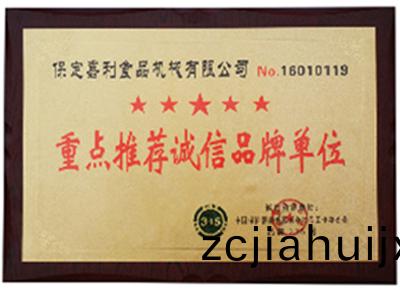 保定嘉利食品机械有限公司 No.16010119
重点推荐诚信品牌单位
315
zcjiahuijx